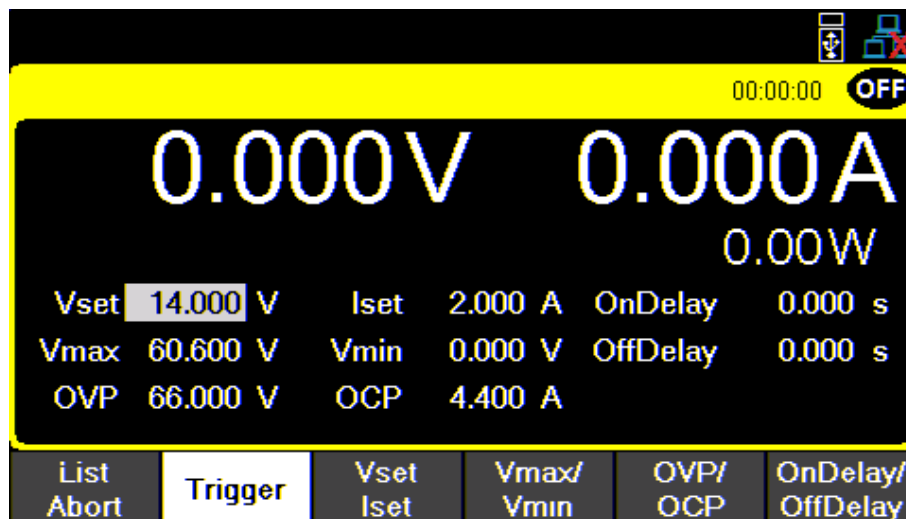 00:00:00 OFF
0.000V 0.000A
0.00W
Vset 14.000 V Iset 2.000 A OnDelay 0.000 s
Vmax 60.600 V Vmin 0.000 V OffDelay 0.000 s
OVP 66.000 V OCP 4.400 A
List Abort
Trigger
Vset Iset
Vmax/ Vmin
OVP/ OCP
OnDelay/ OffDelay